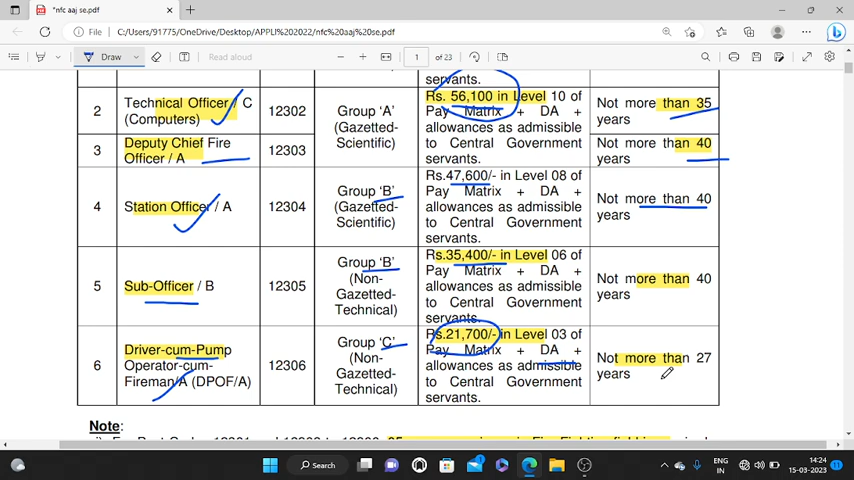 *nfc aaj se.pdf
File
C:/Users/91775/OneDrive/Desktop/APPLI%202022/nfc%20aaj%20se.pdf
Draw
Read aloud
1
of 23
servants.
2
Technical Officer / C
(Computers)
12302
Group ‘A’
(Gazetted-
Scientific)
Rs. 56,100 in Level 10 of
Pay Matrix + DA +
allowances as admissible
to Central Government
servants.
Not more than 35
years
3
Deputy Chief Fire
Officer / A
12303
Not more than 40
years
4
Station Officer / A
12304
Group ‘B’
(Gazetted-
Scientific)
Rs.47,600/- in Level 08 of
Pay Matrix + DA +
allowances as admissible
to Central Government
servants.
Not more than 40
years
5
Sub-Officer / B
12305
Group ‘B’
(Non-
Gazetted-
Technical)
Rs.35,400/- in Level 06 of
Pay Matrix + DA +
allowances as admissible
to Central Government
servants.
Not more than 40
years
6
Driver-cum-Pump
Operator-cum-
Fireman/A (DPOF/A)
12306
Group ‘C’
(Non-
Gazetted-
Technical)
Rs.21,700/- in Level 03 of
Pay Matrix + DA +
allowances as admissible
to Central Government
servants.
Not more than 27
years
Note:
Search
ENG
IN
14:24
15-03-2023